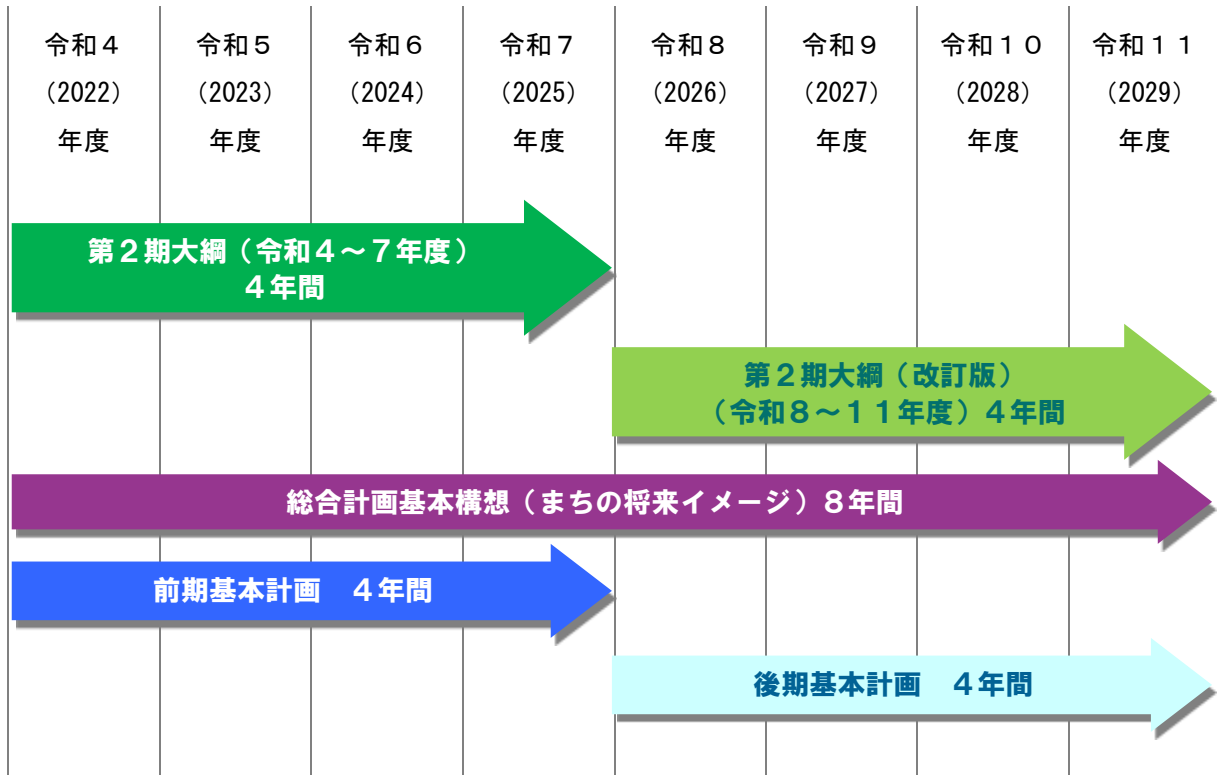 令和４ 令和５ 令和６ 令和７ 令和８ 令和９ 令和１０ 令和１１
（2022） （2023） （2024） （2025） （2026） （2027） （2028） （2029）
年度 年度 年度 年度 年度 年度 年度 年度
第２期大綱（令和４～７年度）
４年間
第２期大綱（改訂版）
（令和８～１１年度）４年間
総合計画基本構想（まちの将来イメージ）８年間
前期基本計画　４年間
後期基本計画　４年間